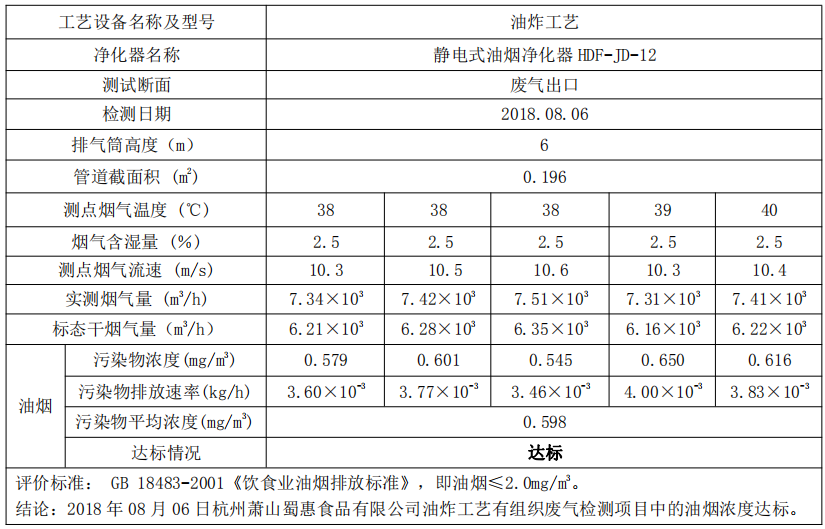 工艺设备名称及型号 油炸工艺
净化器名称 静电式油烟净化器 HDF-JD-12
测试断面 废气出口
检测日期 2018.08.06
排气筒高度（m） 6
管道截面积（m²） 0.196
测点烟气温度（℃） 38 38 38 39 40
烟气含湿量（%） 2.5 2.5 2.5 2.5 2.5
测点烟气流速（m/s） 10.3 10.5 10.6 10.3 10.4
实测烟气量（m³/h） 7.34×10³ 7.42×10³ 7.51×10³ 7.31×10³ 7.41×10³
标态干烟气量（m³/h） 6.21×10³ 6.28×10³ 6.35×10³ 6.16×10³ 6.22×10³
油烟 污染物浓度(mg/m³) 0.579 0.601 0.545 0.650 0.616
污染物排放速率(kg/h) 3.60×10⁻³ 3.77×10⁻³ 3.46×10⁻³ 4.00×10⁻³ 3.83×10⁻³
污染物平均浓度(mg/m³) 0.598
达标情况 达标
评价标准： GB 18483-2001《饮食业油烟排放标准》，即油烟≤2.0mg/m³。
结论：2018 年 08 月 06 日杭州萧山蜀惠食品有限公司油炸工艺有组织废气检测项目中的油烟浓度达标。